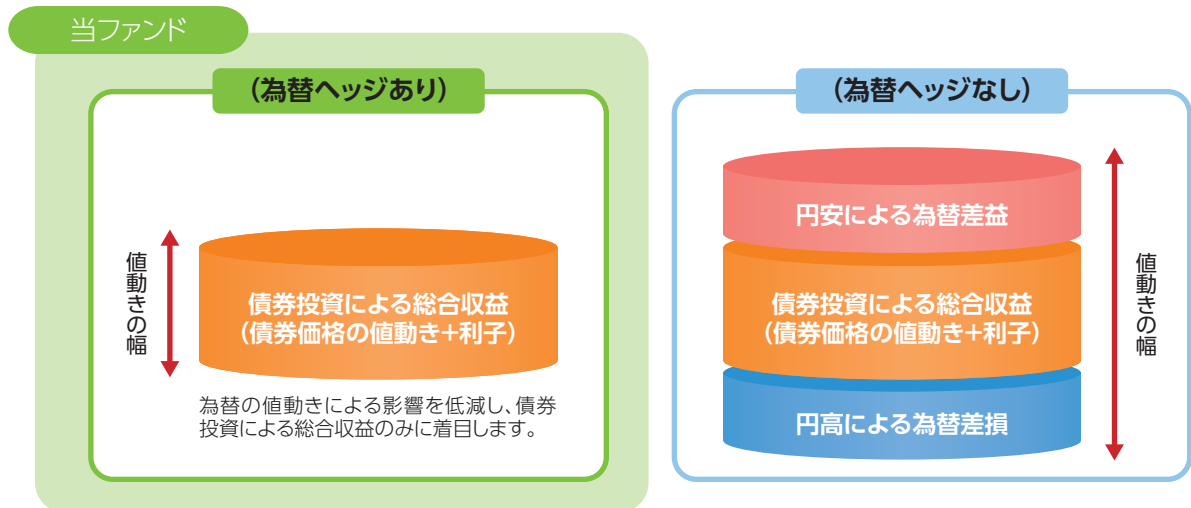 当ファンド
(為替ヘッジあり)
値動きの幅
債券投資による総合収益
(債券価格の値動き+利子)
為替の値動きによる影響を低減し、債券
投資による総合収益のみに着目します。
(為替ヘッジなし)
円安による為替差益
債券投資による総合収益
(債券価格の値動き+利子)
円高による為替差損
値動きの幅